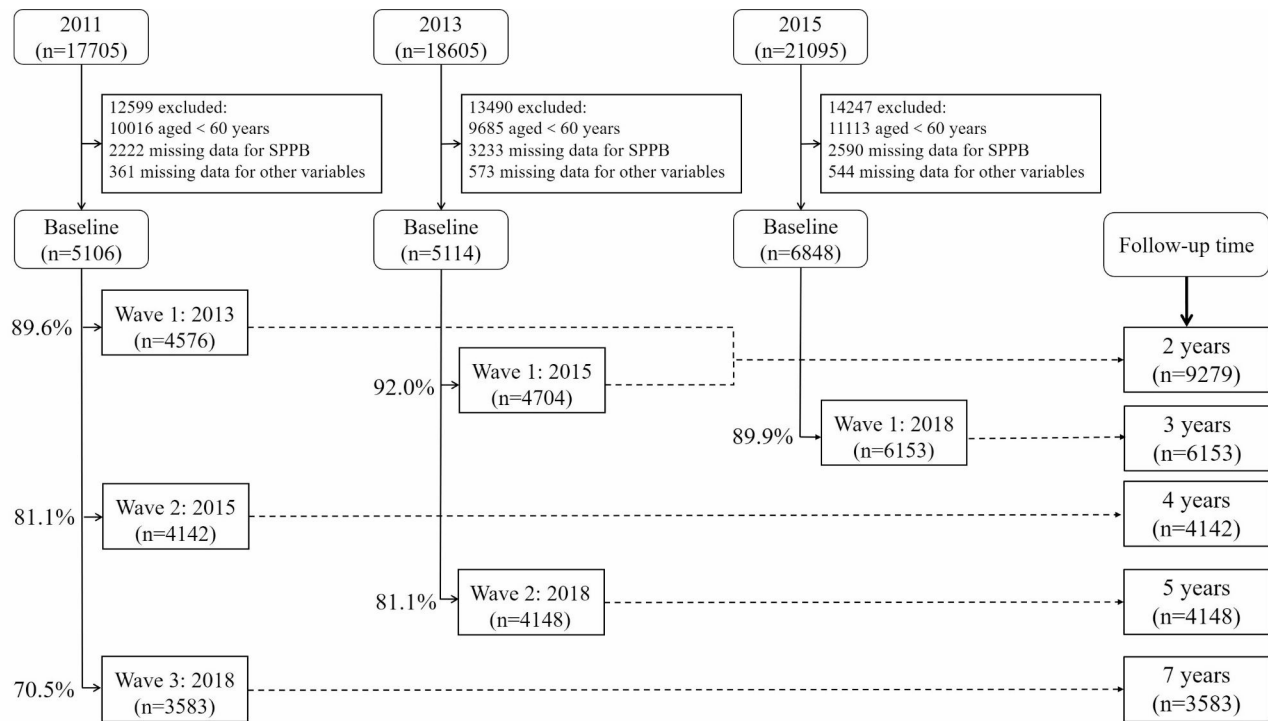 2011
(n=17705)
2013
(n=18605)
2015
(n=21095)
12599 excluded:
10016 aged < 60 years
2222 missing data for SPPB
361 missing data for other variables
13490 excluded:
9685 aged < 60 years
3233 missing data for SPPB
573 missing data for other variables
14247 excluded:
11113 aged < 60 years
2590 missing data for SPPB
544 missing data for other variables
Baseline
(n=5106)
Baseline
(n=5114)
Baseline
(n=6848)
Follow-up time
89.6%
Wave 1: 2013
(n=4576)
92.0%
Wave 1: 2015
(n=4704)
2 years
(n=9279)
89.9%
Wave 1: 2018
(n=6153)
3 years
(n=6153)
81.1%
Wave 2: 2015
(n=4142)
4 years
(n=4142)
81.1%
Wave 2: 2018
(n=4148)
5 years
(n=4148)
70.5%
Wave 3: 2018
(n=3583)
7 years
(n=3583)